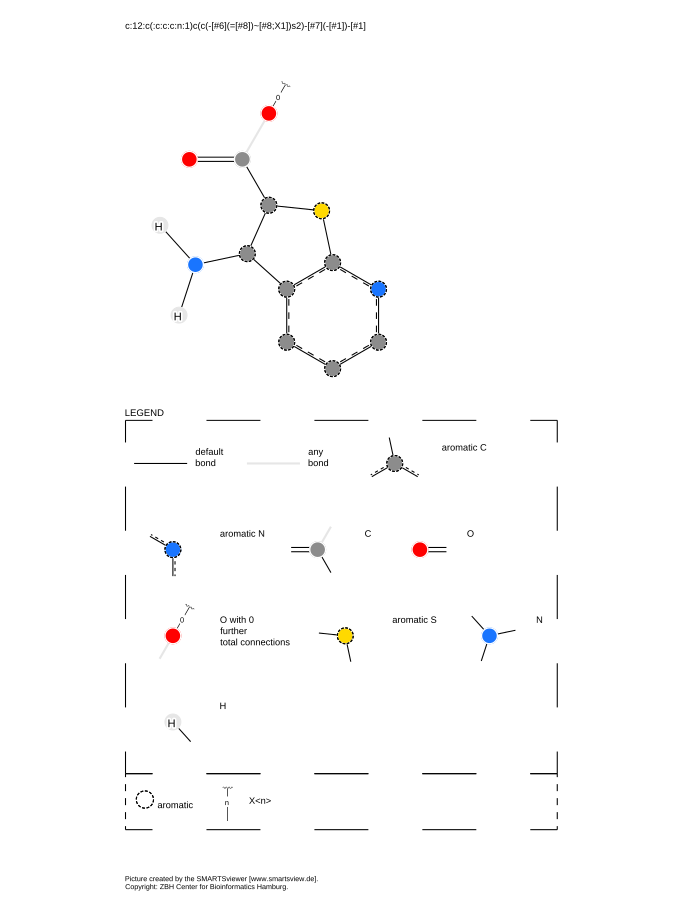 c:12:c(:c:c:c:n:1)c(c(-[#6](=[#8])~[#8;X1])s2)-[#7](-[#1])-[#1]
0
H
H
LEGEND
default
bond
any
bond
aromatic C
aromatic N
C
O
0
O with 0
further
total connections
aromatic S
N
H
H
aromatic
n
X<n>
Picture created by the SMARTSviewer [www.smartsview.de].
Copyright: ZBH Center for Bioinformatics Hamburg.